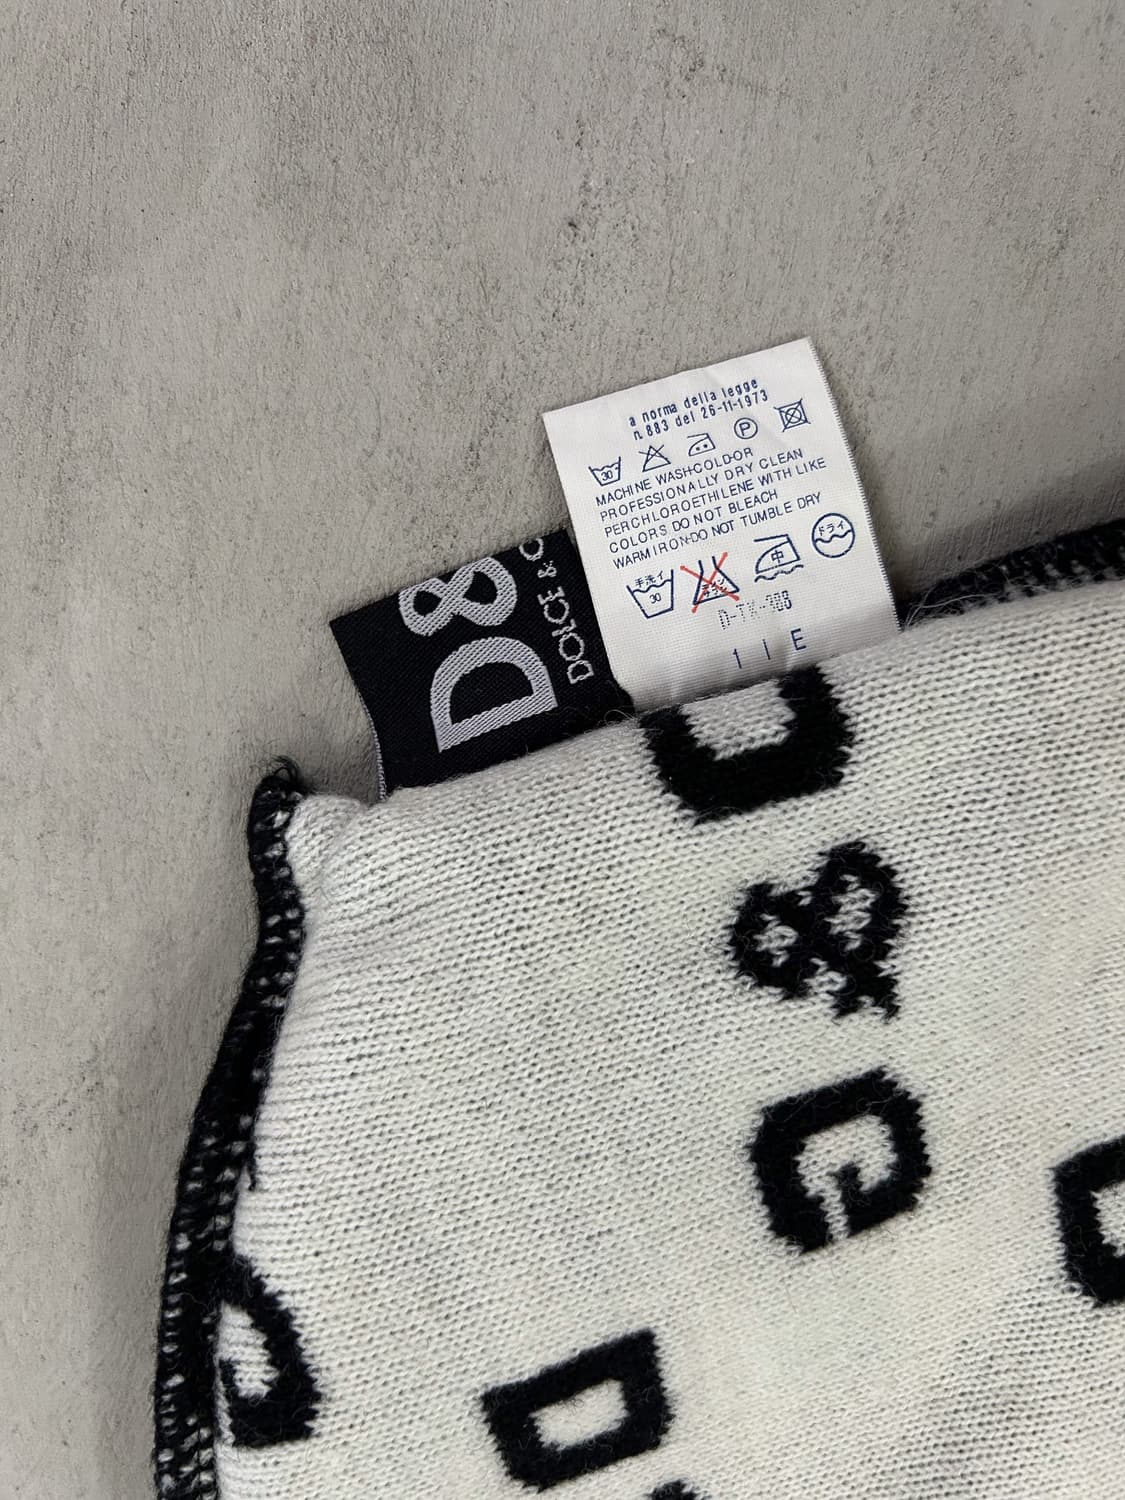 a norma della legge
n.883 del 26-11-1973
30 P
MACHINE WASH-COLD-OR
PROFESSIONALLY DRY CLEAN
PERCHLOROETHILENE WITH LIKE
COLORS DO NOT BLEACH
WARM IRON-DO NOT TUMBLE DRY
手洗イ 30 中 ドライ
1 I E
D&
DOLCE &
D
&
G
D
G
D